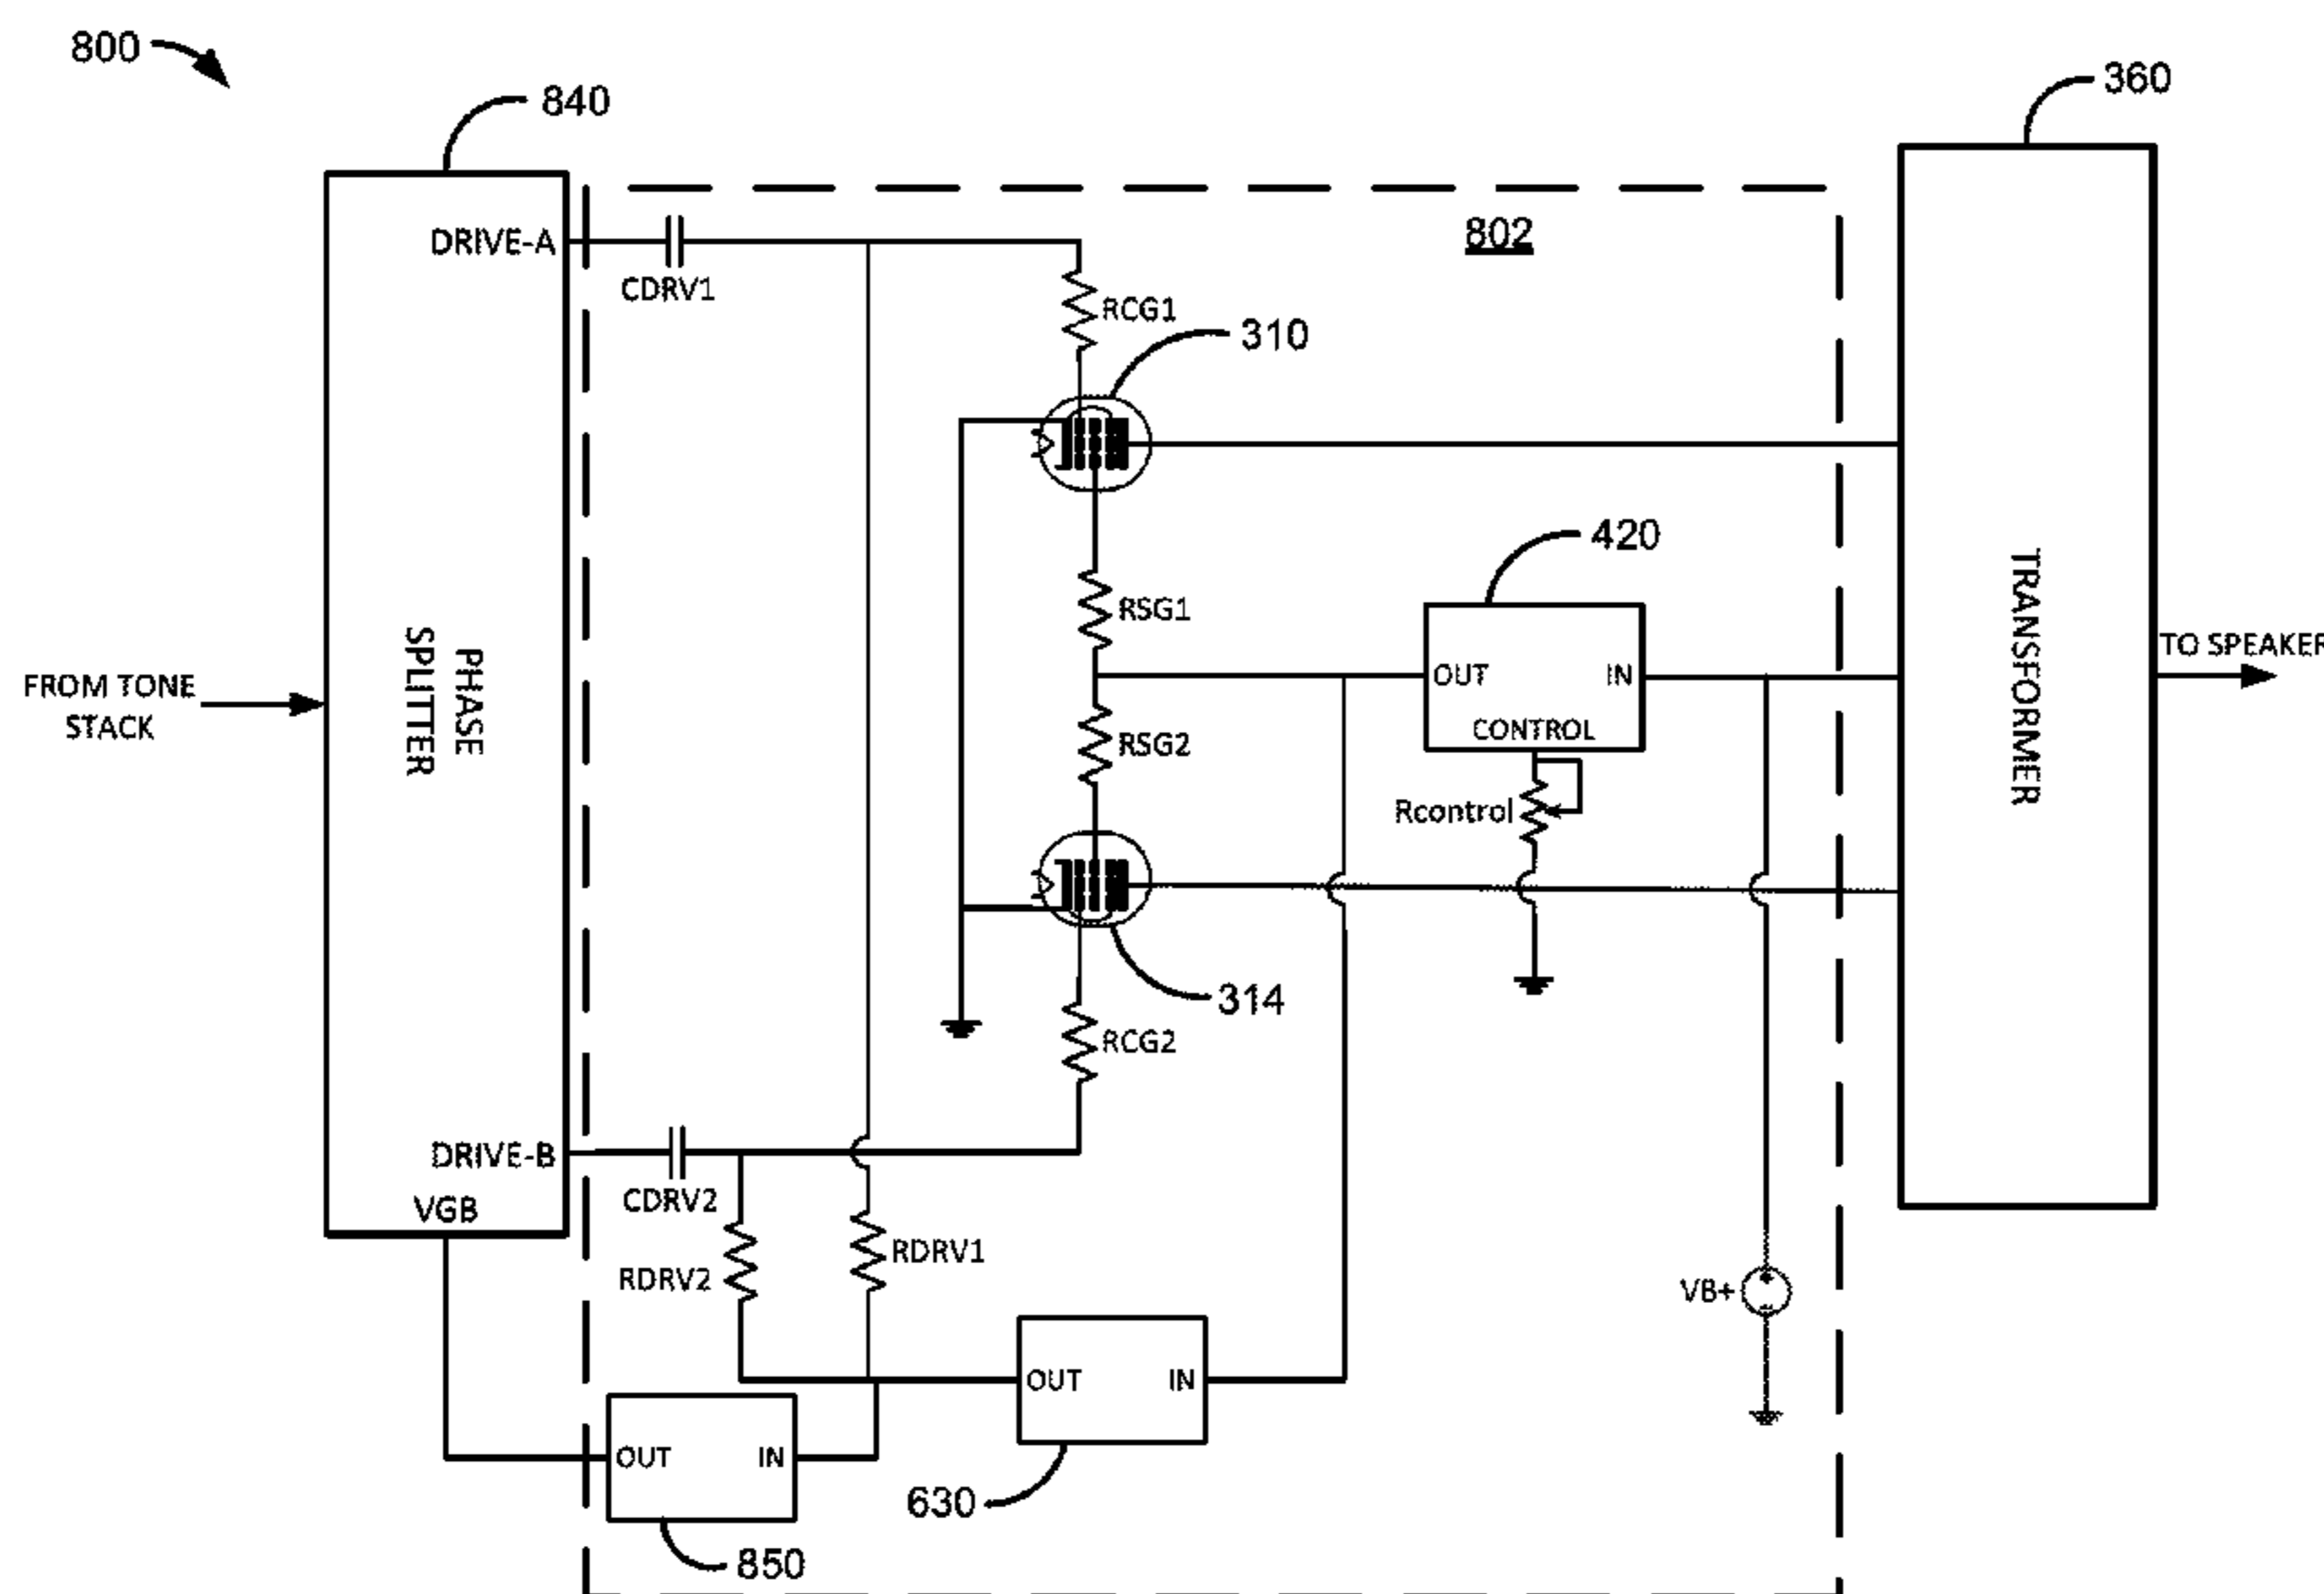 800
840
360
DRIVE-A
802
CDRV1
RCG1
310
420
RSG1
FROM TONE
STACK
PHASE
SPLITTER
OUT
IN
CONTROL
TRANSFORMER
TO SPEAKER
RSG2
Rcontrol
314
RCG2
DRIVE-B
CDRV2
VGB
RDRV2
RDRV1
VB+
OUT
IN
OUT
IN
630
850